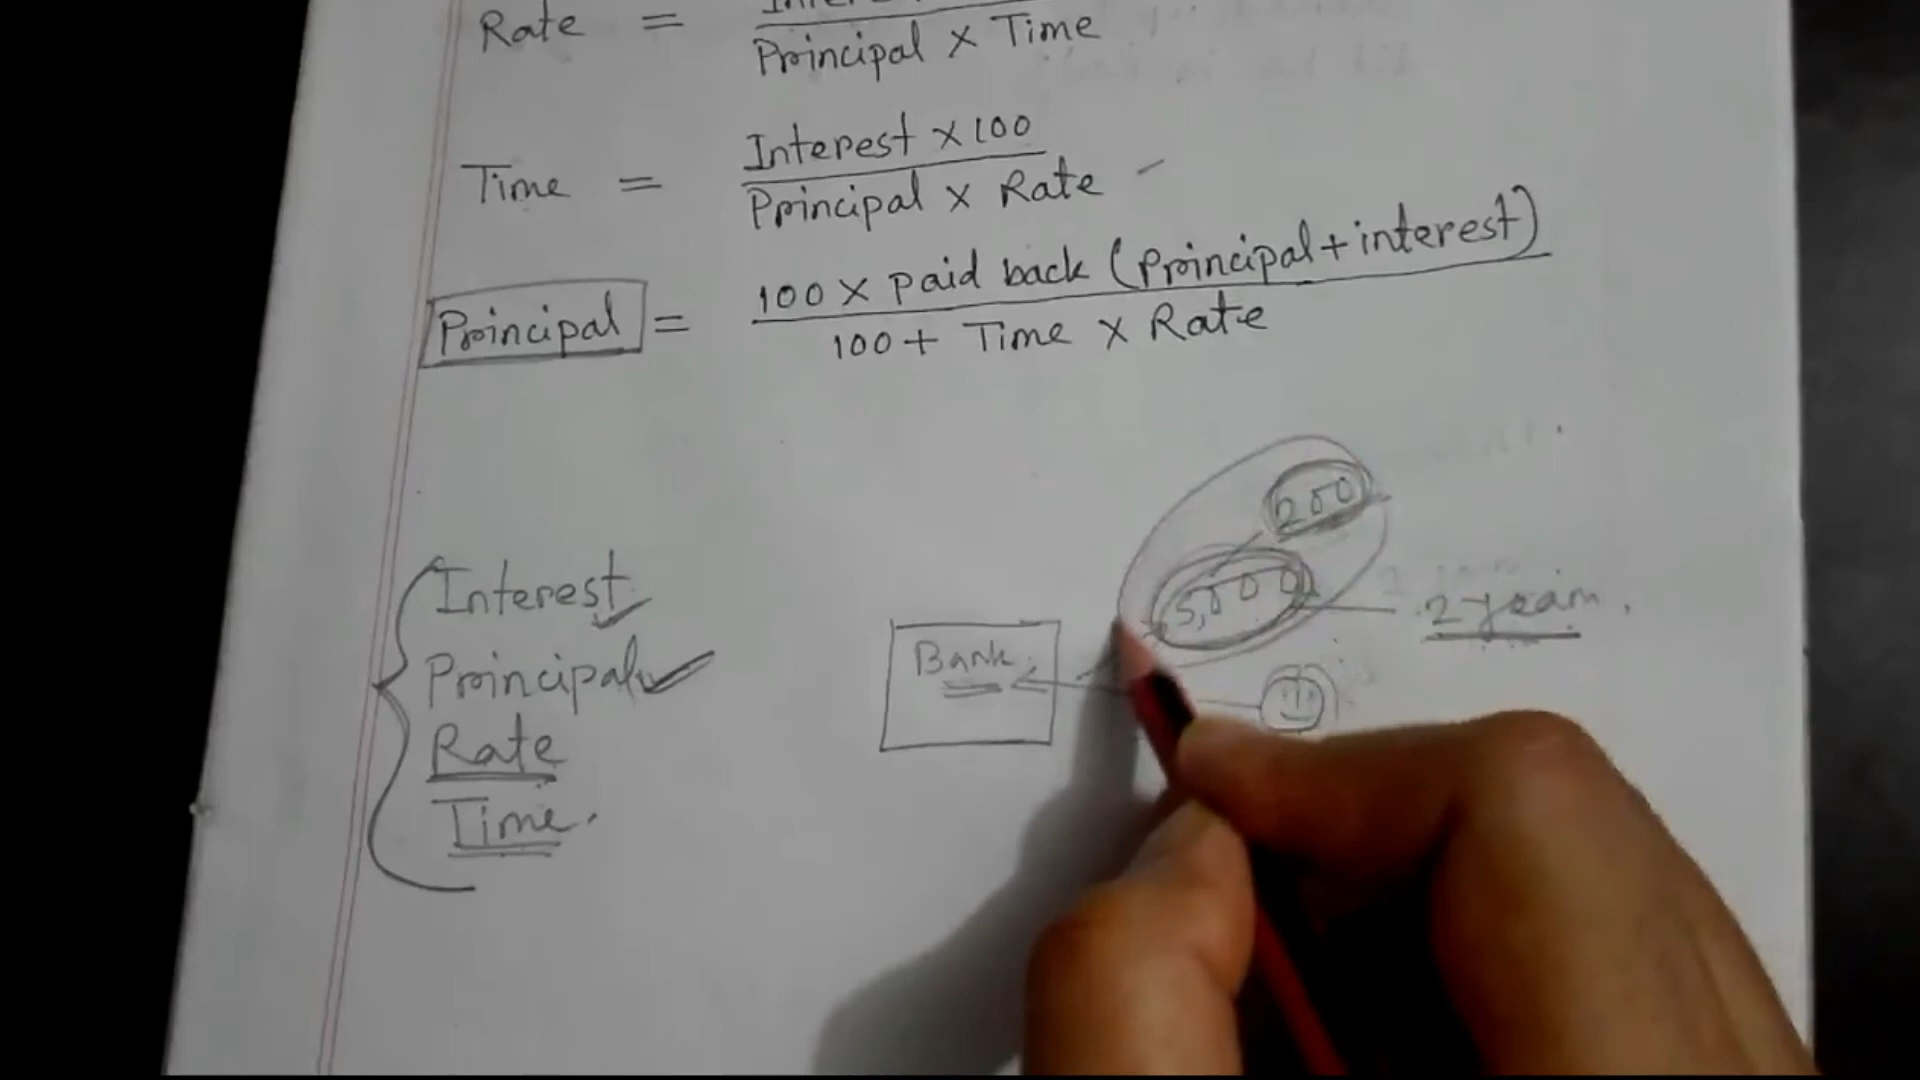 Rate =
Principal × Time
Time = Interest × 100
Principal × Rate
Principal = 100 × paid back (Principal + interest)
100 + Time × Rate
Interest
Principal
Rate
Time.
200
5,000
2 years.
Bank